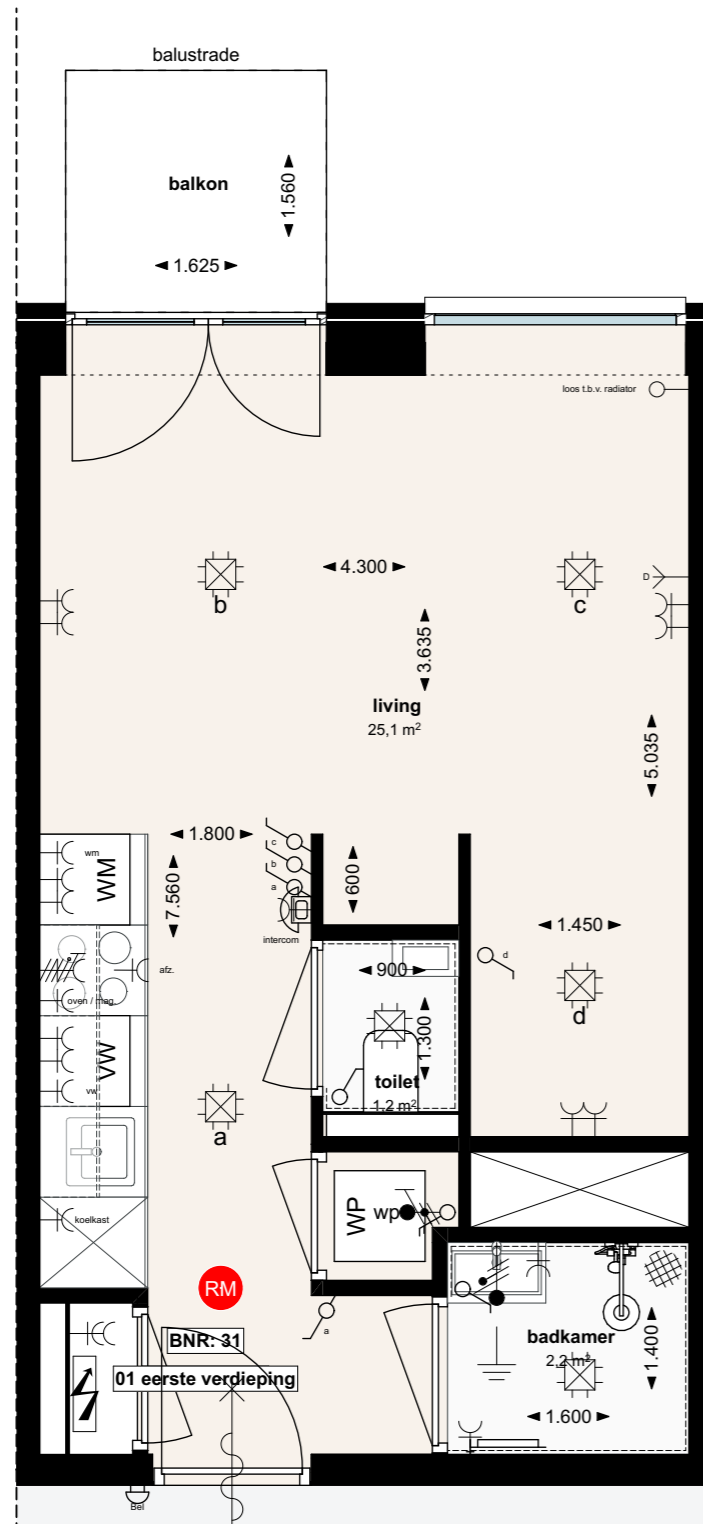 balustrade
balkon
1.560
1.625
loos t.b.v. radiator
4.300
b
c
D
3.635
living
25,1 m²
5.035
1.800
c
b
a
600
wm
WM
7.560
intercom
1.450
d
900
afz.
oven / mag.
d
1.300
VW
vw
toilet
1,2 m²
a
WP
wp
koelkast
RM
a
BNR: 31
badkamer
2,2 m²
1.400
01 eerste verdieping
1.600
Bel